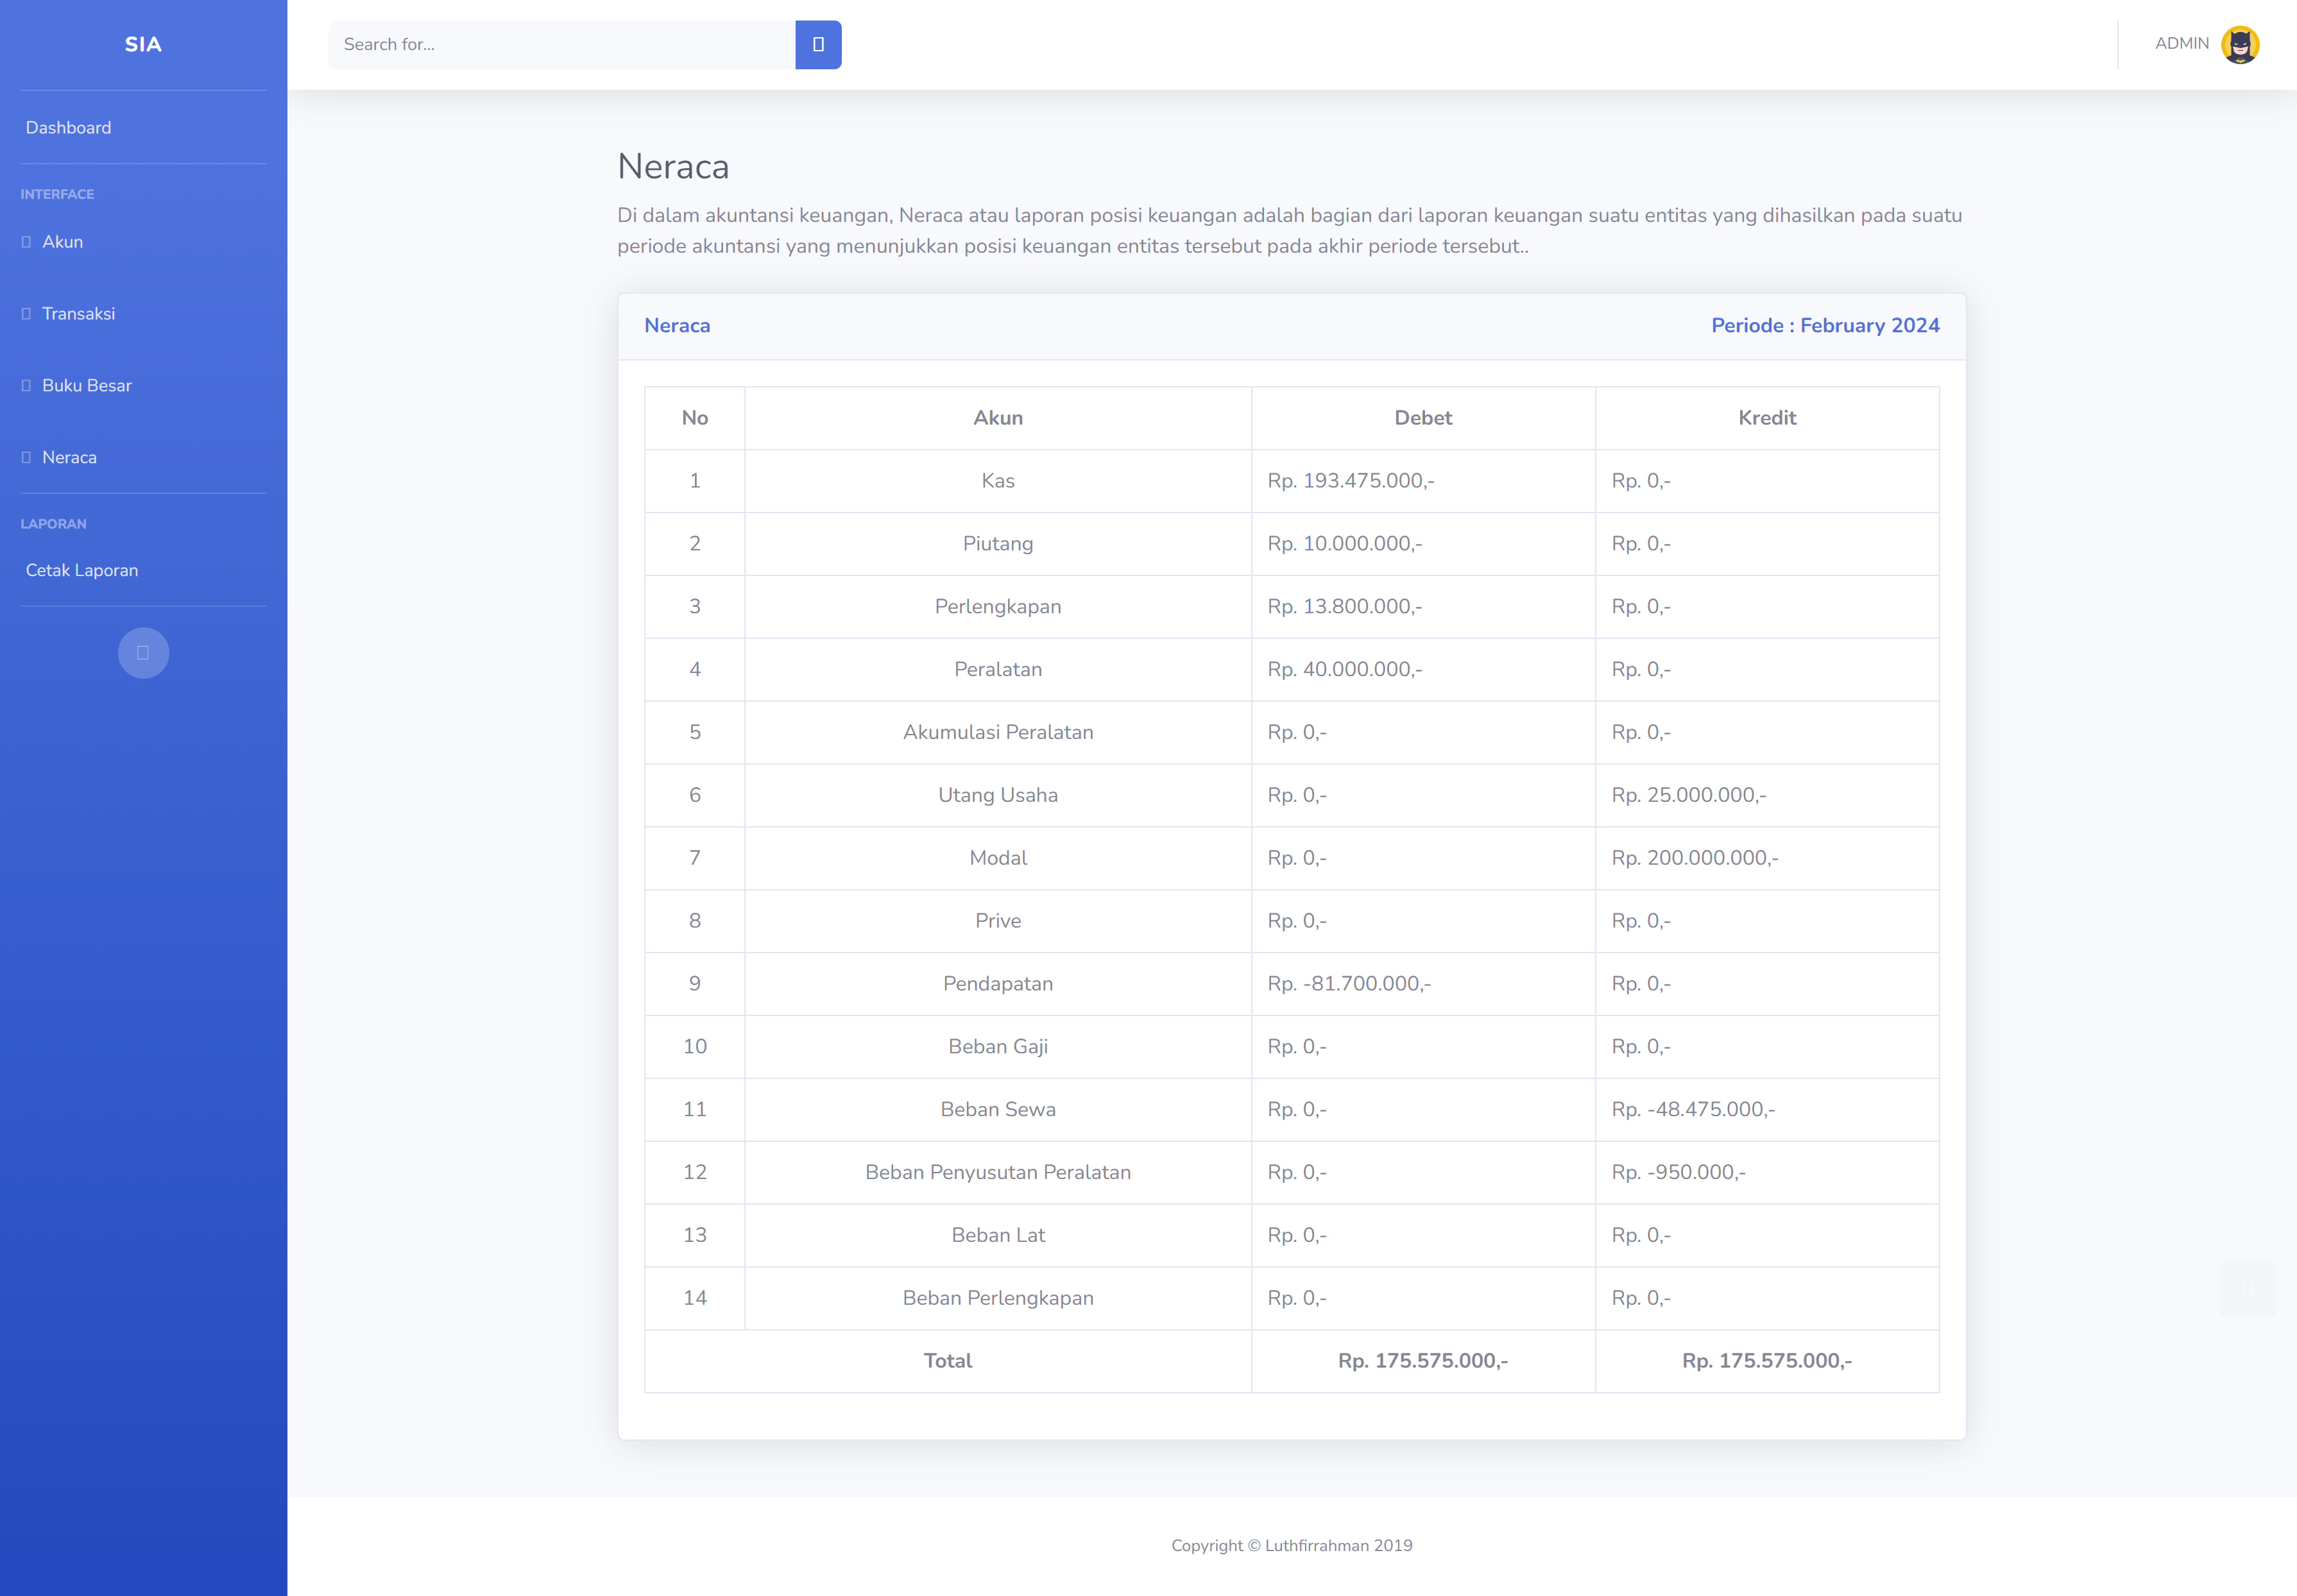 SIA
Dashboard
INTERFACE
Akun
Transaksi
Buku Besar
Neraca
LAPORAN
Cetak Laporan
Search for...
ADMIN
Neraca
Di dalam akuntansi keuangan, Neraca atau laporan posisi keuangan adalah bagian dari laporan keuangan suatu entitas yang dihasilkan pada suatu
periode akuntansi yang menunjukkan posisi keuangan entitas tersebut pada akhir periode tersebut..
Neraca Periode : February 2024
No Akun Debet Kredit
1 Kas Rp. 193.475.000,- Rp. 0,-
2 Piutang Rp. 10.000.000,- Rp. 0,-
3 Perlengkapan Rp. 13.800.000,- Rp. 0,-
4 Peralatan Rp. 40.000.000,- Rp. 0,-
5 Akumulasi Peralatan Rp. 0,- Rp. 0,-
6 Utang Usaha Rp. 0,- Rp. 25.000.000,-
7 Modal Rp. 0,- Rp. 200.000.000,-
8 Prive Rp. 0,- Rp. 0,-
9 Pendapatan Rp. -81.700.000,- Rp. 0,-
10 Beban Gaji Rp. 0,- Rp. 0,-
11 Beban Sewa Rp. 0,- Rp. -48.475.000,-
12 Beban Penyusutan Peralatan Rp. 0,- Rp. -950.000,-
13 Beban Lat Rp. 0,- Rp. 0,-
14 Beban Perlengkapan Rp. 0,- Rp. 0,-
Total Rp. 175.575.000,- Rp. 175.575.000,-
Copyright © Luthfirrahman 2019